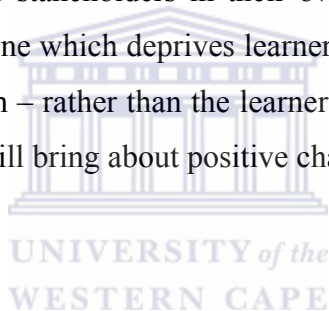 stakeholders in their
ne which deprives learner
n – rather than the learner
ill bring about positive cha
UNIVERSITY of the
WESTERN CAPE